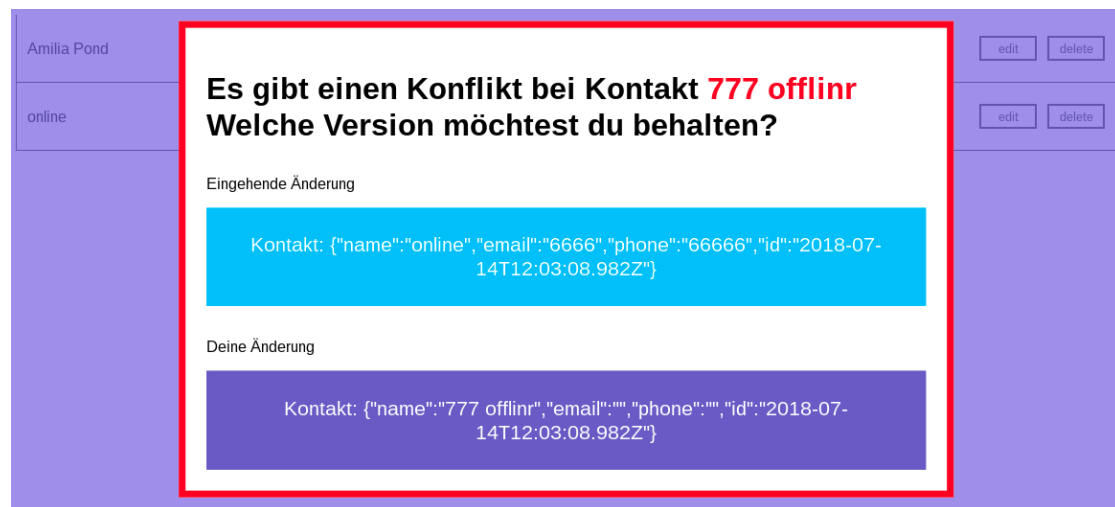 Amilia Pond
edit delete
Es gibt einen Konflikt bei Kontakt 777 offlinr
Welche Version möchtest du behalten?
online
edit delete
Eingehende Änderung
Kontakt: {"name":"online","email":"6666","phone":"66666","id":"2018-07-
14T12:03:08.982Z"}
Deine Änderung
Kontakt: {"name":"777 offlinr","email":"","phone":"","id":"2018-07-
14T12:03:08.982Z"}